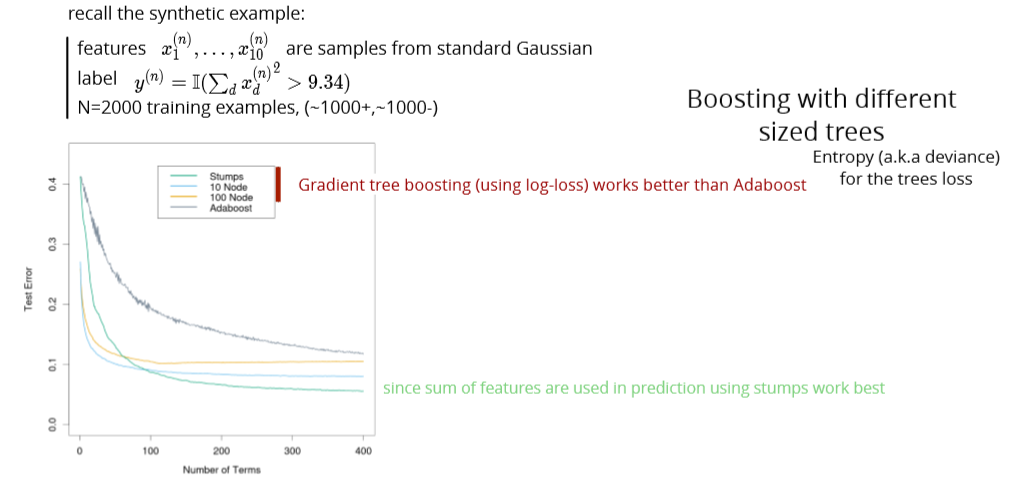 recall the synthetic example:
features x_1^{(n)}, ..., x_{10}^{(n)} are samples from standard Gaussian
label y^{(n)} = 𝕀(∑_d x_d^{(n)2} > 9.34)
N=2000 training examples, (~1000+,~1000-)
Boosting with different
sized trees
Entropy (a.k.a deviance)
for the trees loss
Stumps
10 Node
100 Node
Adaboost
Gradient tree boosting (using log-loss) works better than Adaboost
Test Error
0.4
0.3
0.2
0.1
0.0
since sum of features are used in prediction using stumps work best
0 100 200 300 400
Number of Terms